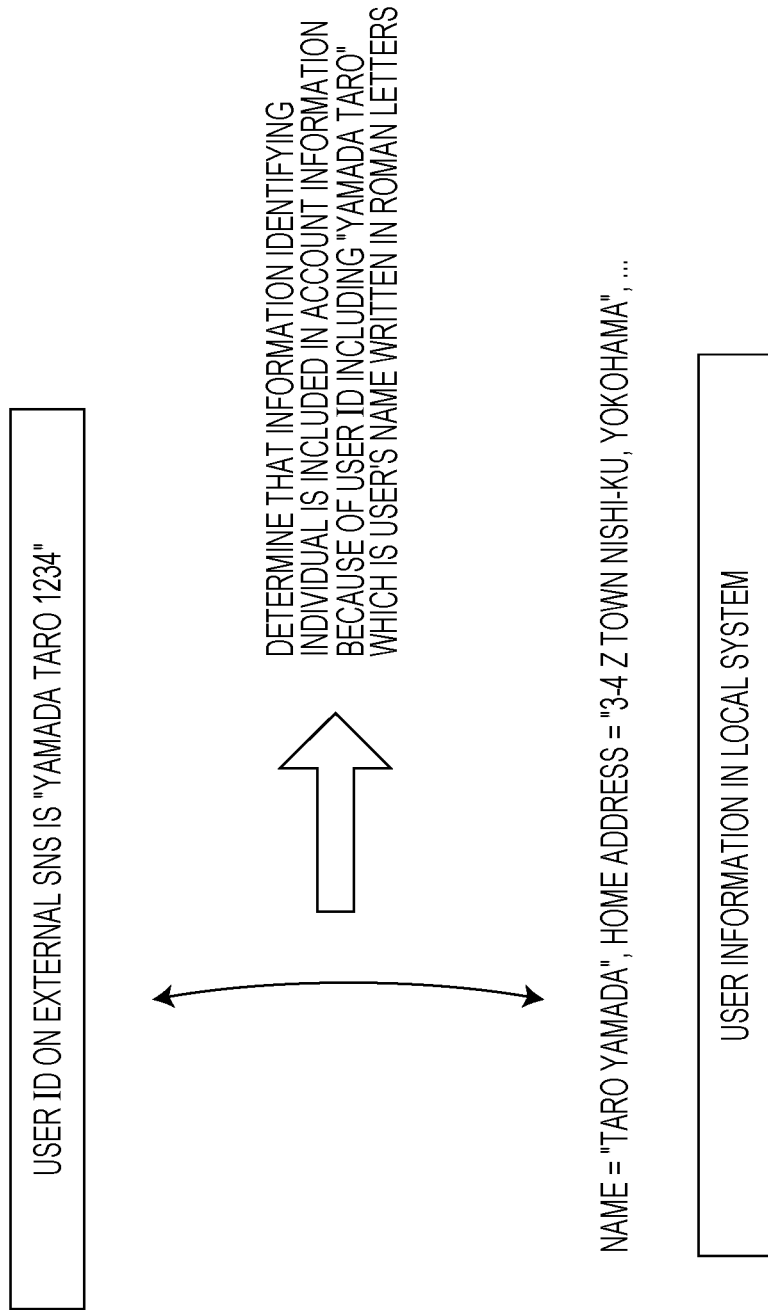 USER ID ON EXTERNAL SNS IS "YAMADA TARO 1234"
DETERMINE THAT INFORMATION IDENTIFYING
INDIVIDUAL IS INCLUDED IN ACCOUNT INFORMATION
BECAUSE OF USER ID INCLUDING "YAMADA TARO"
WHICH IS USER'S NAME WRITTEN IN ROMAN LETTERS
NAME = "TARO YAMADA", HOME ADDRESS = "3-4 Z TOWN NISHI-KU, YOKOHAMA", ...
USER INFORMATION IN LOCAL SYSTEM